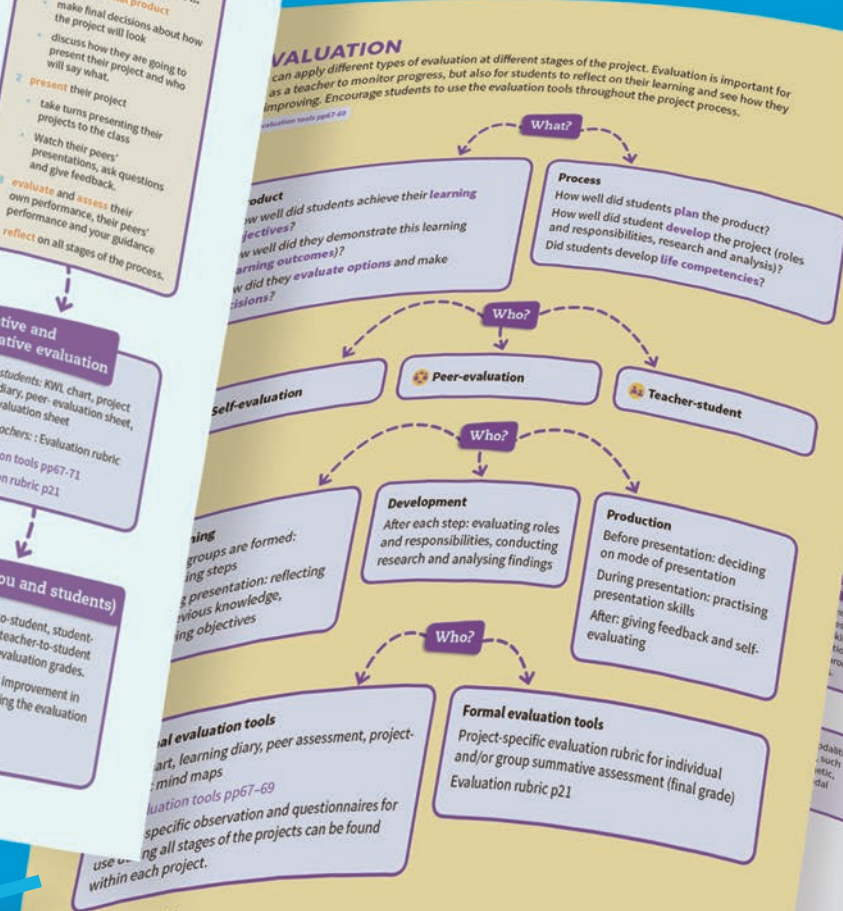 product
make final decisions about how
the project will look
discuss how they are going to
present their project and who
will say what.
2 present their project
take turns presenting their
projects to the class
Watch their peers'
presentations, ask questions
and give feedback.
evaluate and assess their
own performance, their peers'
performance and your guidance
reflect on all stages of the process.
tive and
ative evaluation
students: KWL chart, project
diary, peer- evaluation sheet,
valuation sheet
achers: : Evaluation rubric
on tools pp67-71
n rubric p21
ou and students)
o-student, student-
teacher-to-student
valuation grades.
improvement in
ing the evaluation
VALUATION
can apply different types of evaluation at different stages of the project. Evaluation is important for
as a teacher to monitor progress, but also for students to reflect on their learning and see how they
improving. Encourage students to use the evaluation tools throughout the project process.
evaluation tools pp67-69
What?
oduct
ow well did students achieve their learning
jectives?
w well did they demonstrate this learning
arning outcomes)?
w did they evaluate options and make
cisions?
Process
How well did students plan the product?
How well did student develop the project (roles
and responsibilities, research and analysis)?
Did students develop life competencies?
Who?
Self-evaluation
Peer-evaluation
Teacher-student
Who?
ning
groups are formed:
ing steps
g presentation: reflecting
vious knowledge,
ing objectives
Development
After each step: evaluating roles
and responsibilities, conducting
research and analysing findings
Production
Before presentation: deciding
on mode of presentation
During presentation: practising
presentation skills
After: giving feedback and self-
evaluating
Who?
al evaluation tools
art, learning diary, peer assessment, project-
mind maps
luation tools pp67–69
specific observation and questionnaires for
use ng all stages of the projects can be found
within each project.
Formal evaluation tools
Project-specific evaluation rubric for individual
and/or group summative assessment (final grade)
Evaluation rubric p21
odaliti
such
etic,
dal